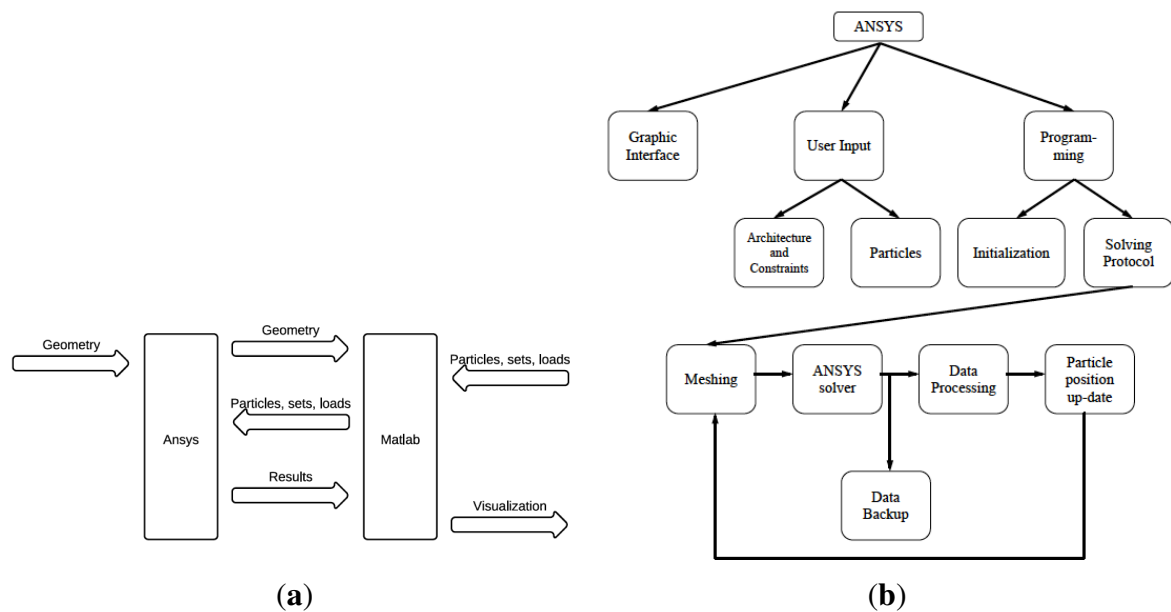 Geometry
Geometry
Particles, sets, loads
Particles, sets, loads
Ansys
Matlab
Results
Visualization
(a)
ANSYS
Graphic
Interface
User Input
Program-
ming
Architecture
and
Constraints
Particles
Initialization
Solving
Protocol
Meshing
ANSYS
solver
Data
Processing
Particle
position
up-date
Data
Backup
(b)